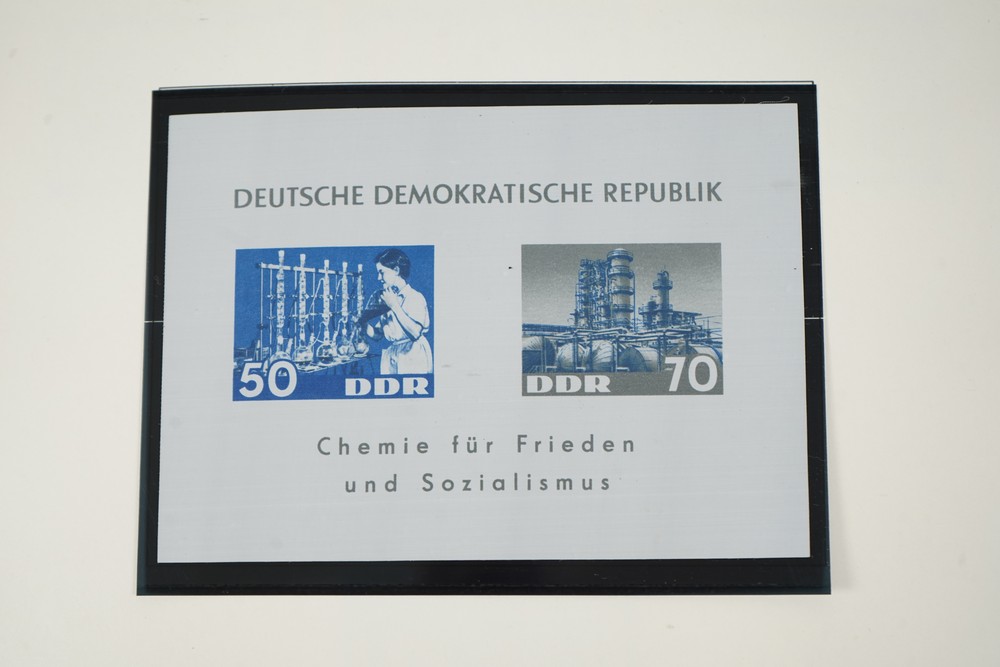 DEUTSCHE DEMOKRATISCHE REPUBLIK
50 DDR
DDR 70
Chemie für Frieden
und Sozialismus